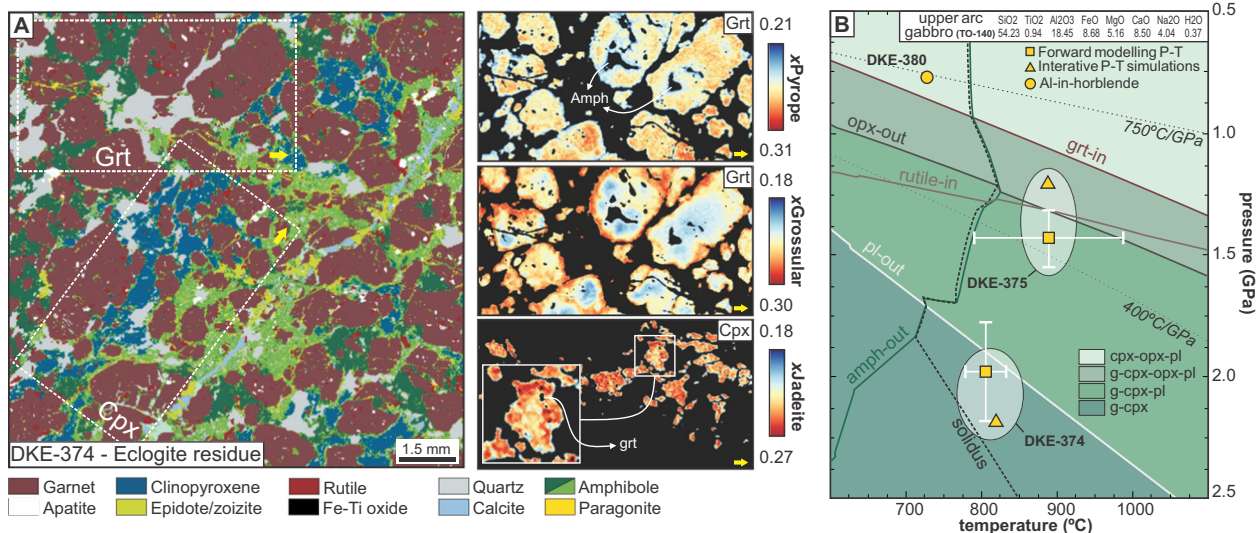 A
Grt
Cpx
DKE-374 - Eclogite residue
1.5 mm
Grt
Amph
0.21
xPyrope
0.31
Grt
0.18
xGrossular
0.30
Cpx
grt
0.18
xJadeite
0.27
Garnet
Clinopyroxene
Rutile
Quartz
Amphibole
Apatite
Epidote/zoizite
Fe-Ti oxide
Calcite
Paragonite
B
upper arc SiO2 TiO2 Al2O3 FeO MgO CaO Na2O H2O
gabbro (TO-140) 54.23 0.94 18.45 8.68 5.16 8.50 4.04 0.37
Forward modelling P-T
Interative P-T simulations
Al-in-horblende
DKE-380
750ºC/GPa
grt-in
opx-out
rutile-in
pl-out
DKE-375
400ºC/GPa
amph-out
solidus
DKE-374
cpx-opx-pl
g-cpx-opx-pl
g-cpx-pl
g-cpx
0.5
1.0
1.5
2.0
2.5
pressure (GPa)
700
800
900
1000
temperature (ºC)